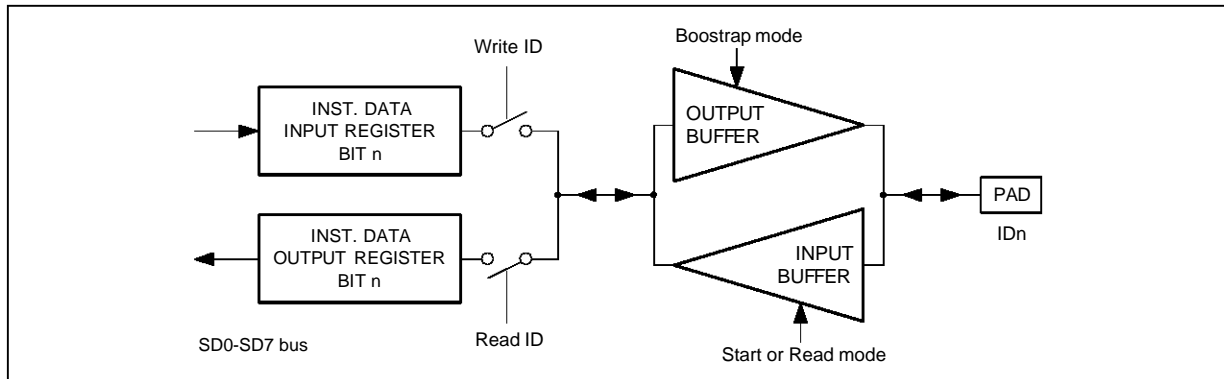 Boostrap mode
Write ID
INST. DATA
INPUT REGISTER
BIT n
OUTPUT
BUFFER
PAD
IDn
INST. DATA
OUTPUT REGISTER
BIT n
INPUT
BUFFER
SD0-SD7 bus
Read ID
Start or Read mode